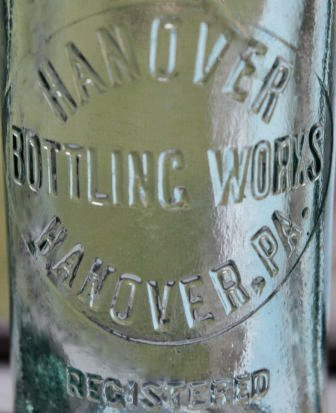 HANOVER
BOTTLING WORKS
HANOVER, PA.
REGISTERED